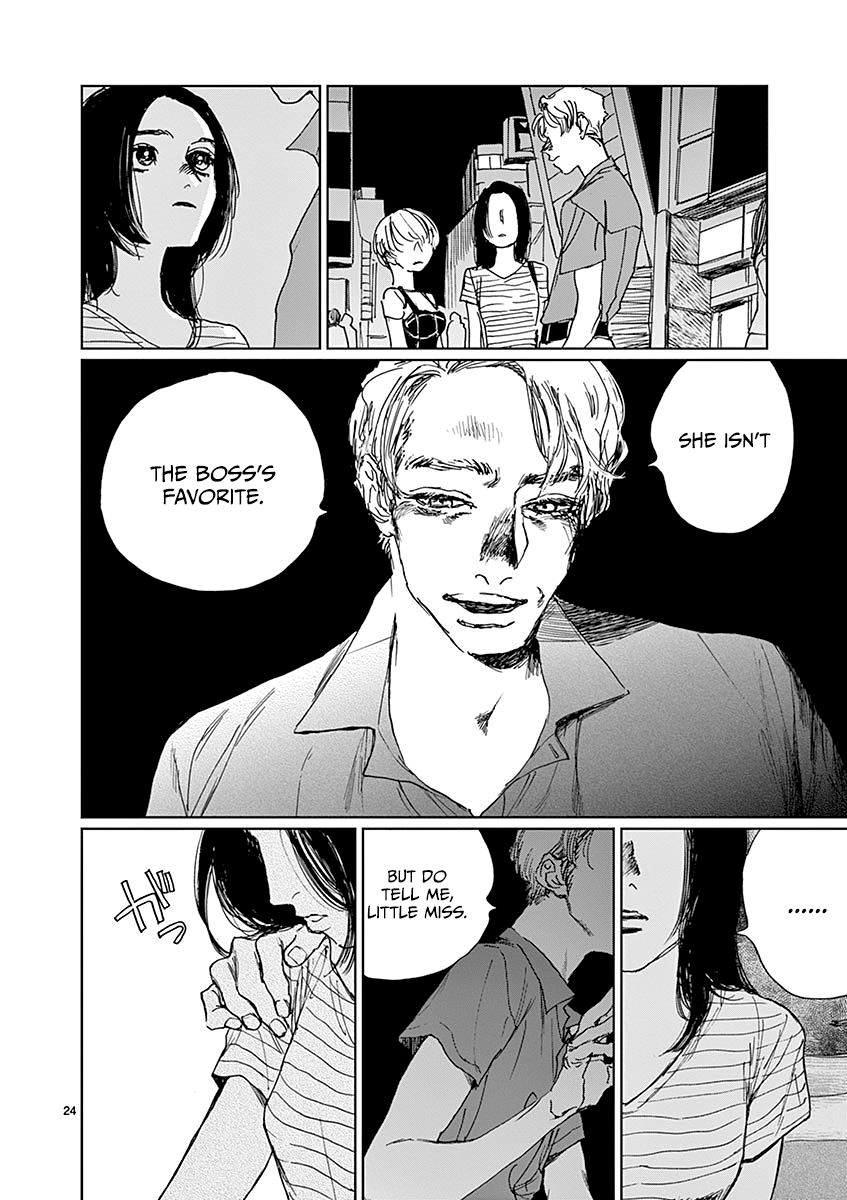 SHE ISN'T
THE BOSS'S
FAVORITE.
......
BUT DO
TELL ME,
LITTLE MISS.
ガッ
24